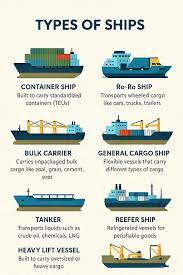 TYPES OF SHIPS
CONTAINER SHIP
Built to carry standardized
containers (TEUs)
Ro-Ro SHIP
Transports wheeled cargo
like cars, trucks, trailers
BULK CARRIER
Carries unpackaged bulk
cargo like coal, grain, cement,
ores
GENERAL CARGO SHIP
Flexible vessels that carry
different types of cargo
TANKER
Transports liquids such as
crude oil, chemicals, LNG
REEFER SHIP
Refrigerated vessels for
perishable goods
HEAVY LIFT VESSEL
Built to carry oversized or
heavy cargo